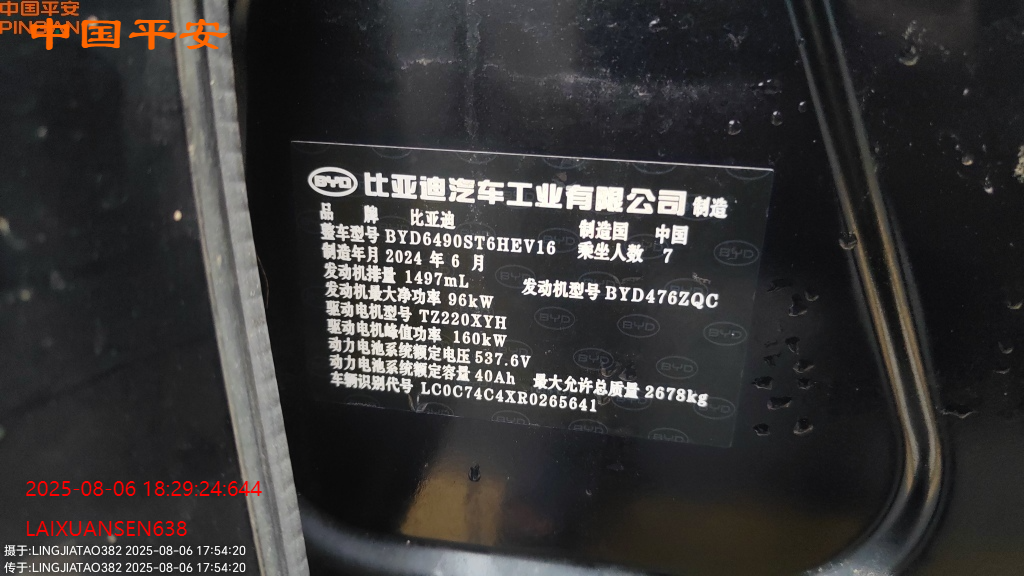 中国平安
PINGAN
中国平安
BYD 比亚迪汽车工业有限公司 制造
品 牌 比亚迪 制造国 中国
整车型号 BYD6490ST6HEV16 乘坐人数 7
制造年月 2024 年 6 月
发动机排量 1497mL 发动机型号 BYD476ZQC
发动机最大净功率 96kW
驱动电机型号 TZ220XYH
驱动电机峰值功率 160kW
动力电池系统额定电压 537.6V
动力电池系统额定容量 40Ah 最大允许总质量 2678kg
车辆识别代号 LC0C74C4XR0265641
2025-08-06 18:29:24:644
LAIXUANSEN638
摄于:LINGJIATAO382 2025-08-06 17:54:20
传于:LINGJIATAO382 2025-08-06 17:54:20